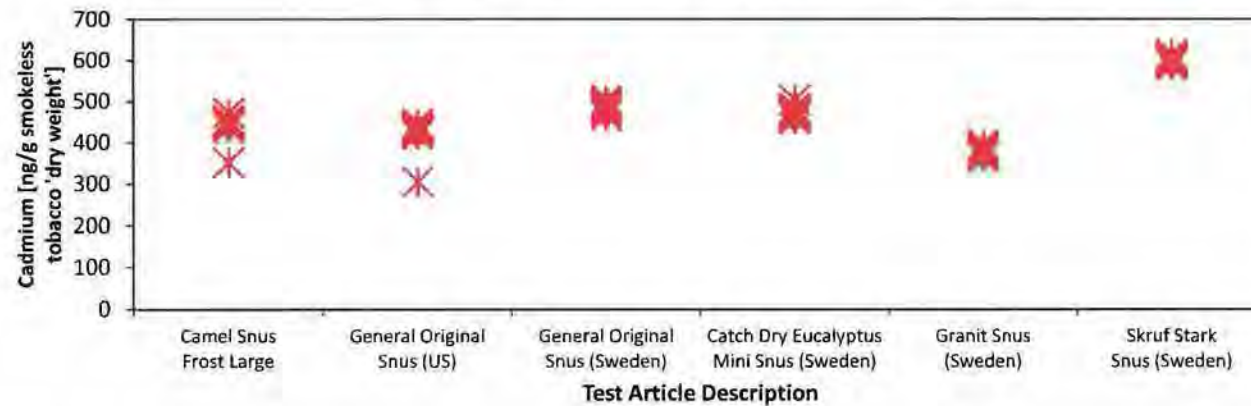 700
600
500
400
300
200
100
0
Cadmium [ng/g smokeless
tobacco 'dry weight']
Camel Snus
Frost Large
General Original
Snus (US)
General Original
Snus (Sweden)
Catch Dry Eucalyptus
Mini Snus (Sweden)
Granit Snus
(Sweden)
Skruf Stark
Snus (Sweden)
Test Article Description